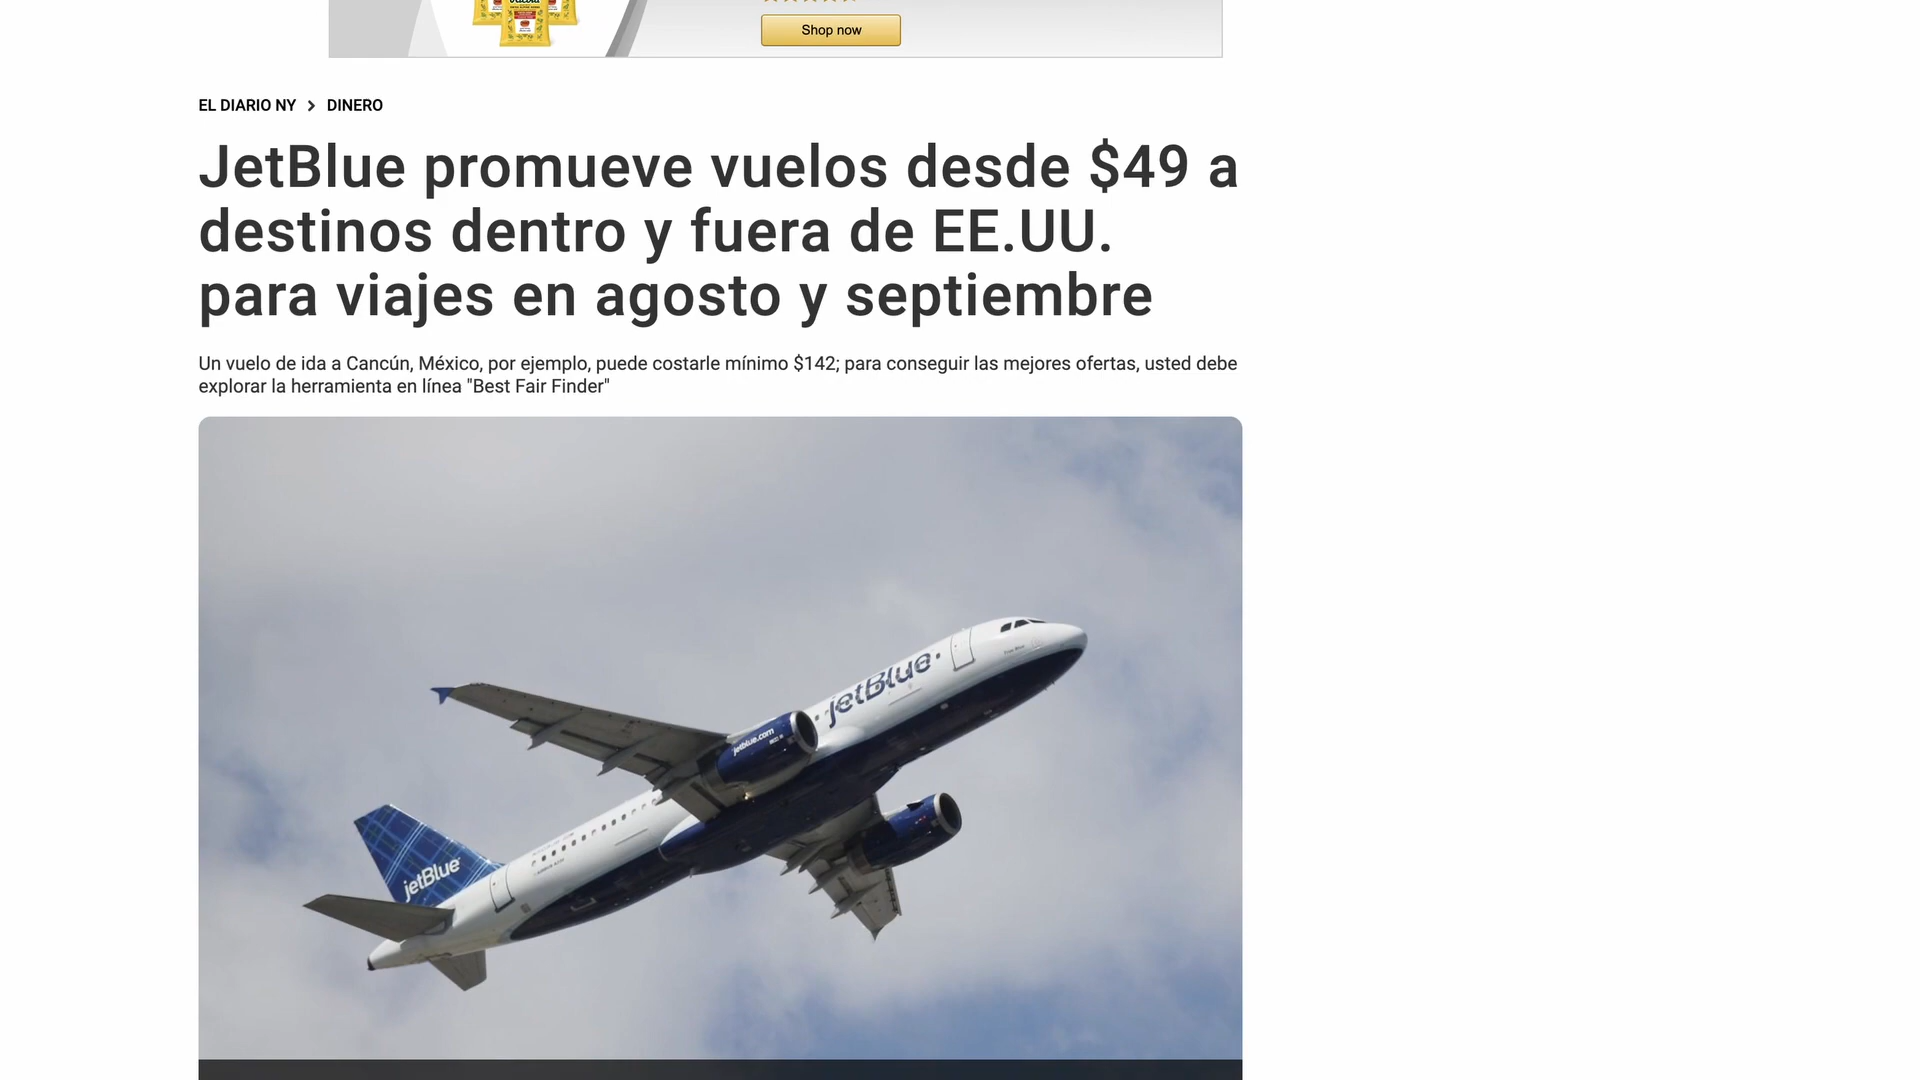 Shop now
EL DIARIO NY > DINERO
JetBlue promueve vuelos desde $49 a
destinos dentro y fuera de EE.UU.
para viajes en agosto y septiembre
Un vuelo de ida a Cancún, México, por ejemplo, puede costarle mínimo $142; para conseguir las mejores ofertas, usted debe
explorar la herramienta en línea "Best Fair Finder"
jetBlue
jetblue.com
jetBlue